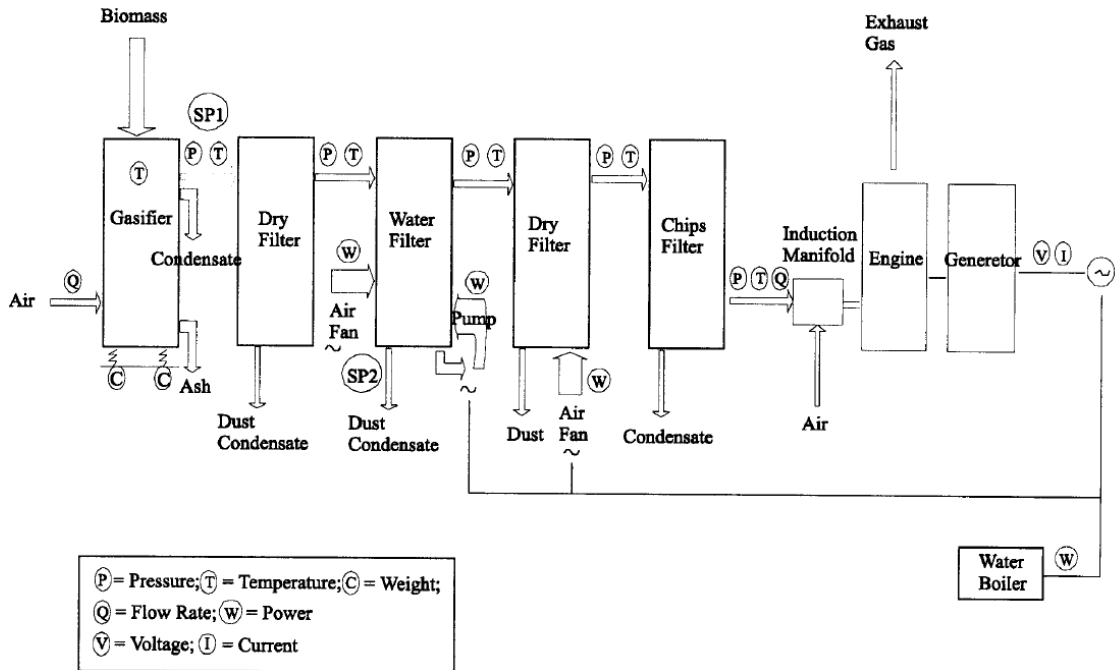 Biomass
Exhaust
Gas
SP1
P T
P T
P T
P T
T
Gasifier
Dry
Filter
Water
Filter
Dry
Filter
Chips
Filter
Induction
Manifold
Engine
Generetor
V I
~
Condensate
Q
Air
W
Air
Fan
~
W
Pump
~
P T Q
C C
Ash
SP2
W
Dust
Condensate
Dust
Condensate
Dust
Air
Fan
~
Condensate
Air
Water
Boiler
W
P = Pressure; T = Temperature; C = Weight;
Q = Flow Rate; W = Power
V = Voltage; I = Current